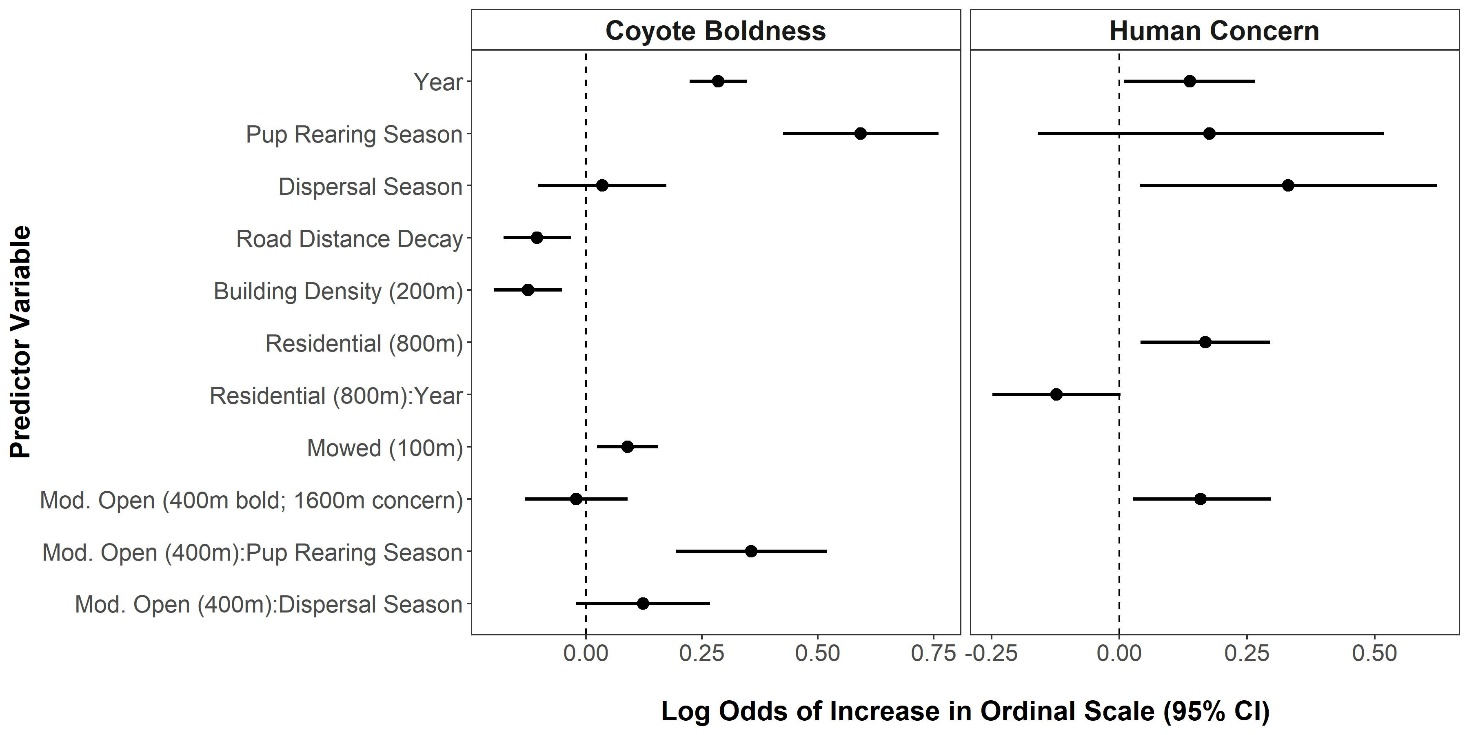 Coyote Boldness
Human Concern
Predictor Variable
Year
Pup Rearing Season
Dispersal Season
Road Distance Decay
Building Density (200m)
Residential (800m)
Residential (800m):Year
Mowed (100m)
Mod. Open (400m bold; 1600m concern)
Mod. Open (400m):Pup Rearing Season
Mod. Open (400m):Dispersal Season
0.00 0.25 0.50 0.75
-0.25 0.00 0.25 0.50
Log Odds of Increase in Ordinal Scale (95% CI)